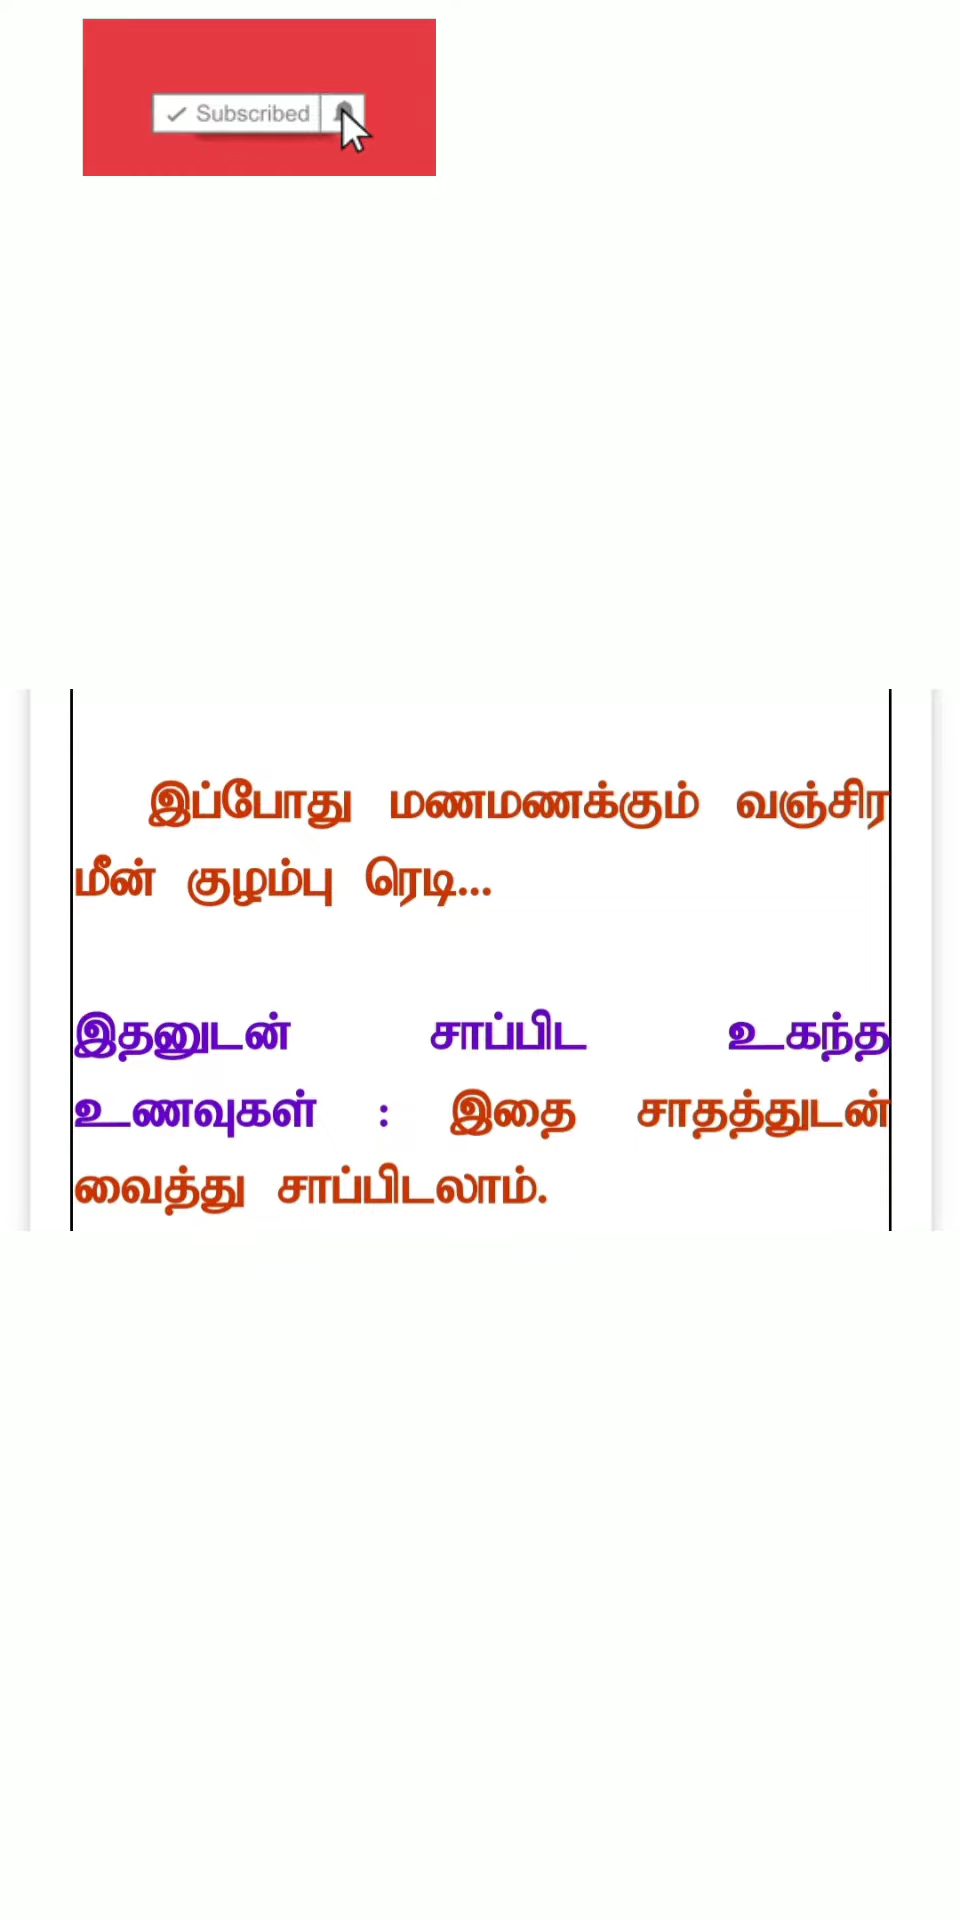 Subscribed
இப்போது மணமணக்கும் வஞ்சிர
மீன் குழம்பு ரெடி...
இதனுடன் சாப்பிட உகந்த
உணவுகள் : இதை சாதத்துடன்
வைத்து சாப்பிடலாம்.